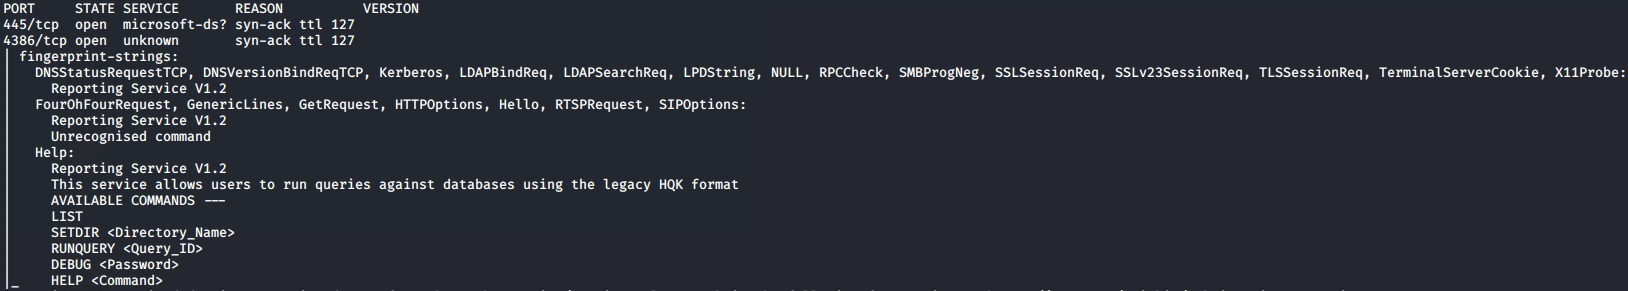 PORT STATE SERVICE REASON VERSION
445/tcp open microsoft-ds? syn-ack ttl 127
4386/tcp open unknown syn-ack ttl 127
| fingerprint-strings:
| DNSStatusRequestTCP, DNSVersionBindReqTCP, Kerberos, LDAPBindReq, LDAPSearchReq, LPDString, NULL, RPCCheck, SMBProgNeg, SSLSessionReq, SSLv23SessionReq, TLSSessionReq, TerminalServerCookie, X11Probe:
| Reporting Service V1.2
| FourOhFourRequest, GenericLines, GetRequest, HTTPOptions, Hello, RTSPRequest, SIPOptions:
| Reporting Service V1.2
| Unrecognised command
| Help:
| Reporting Service V1.2
| This service allows users to run queries against databases using the legacy HQK format
| AVAILABLE COMMANDS ---
| LIST
| SETDIR <Directory_Name>
| RUNQUERY <Query_ID>
| DEBUG <Password>
|_ HELP <Command>